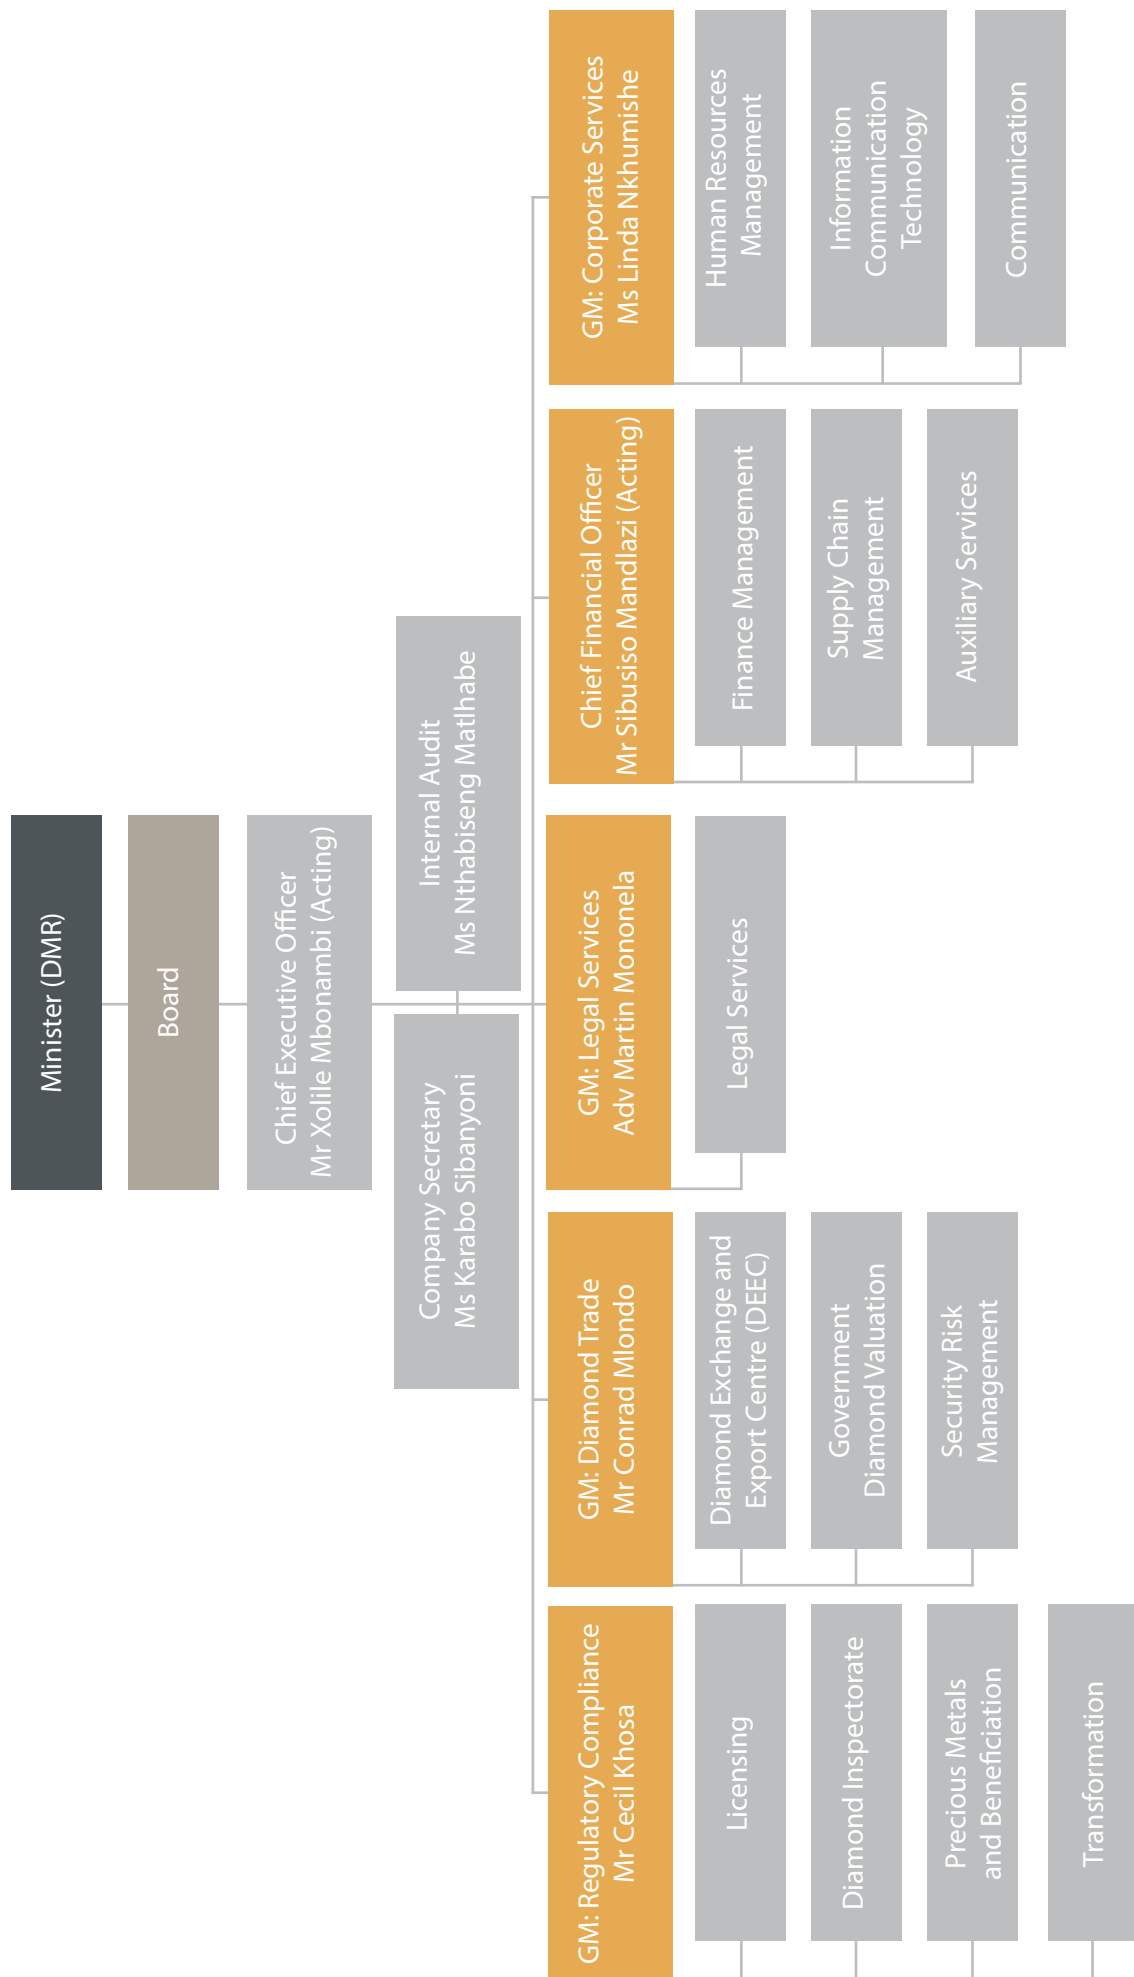 Minister (DMR)
Board
Chief Executive Officer
Mr Xolile Mbonambi (Acting)
Company Secretary
Ms Karabo Sibanyoni
Internal Audit
Ms Nthabiseng Matlhabe
GM: Regulatory Compliance
Mr Cecil Khosa
Licensing
Diamond Inspectorate
Precious Metals
and Beneficiation
Transformation
GM: Diamond Trade
Mr Conrad Mlondo
Diamond Exchange and
Export Centre (DEEC)
Government
Diamond Valuation
Security Risk
Management
GM: Legal Services
Adv Martin Mononela
Legal Services
Chief Financial Officer
Mr Sibusiso Mandlazi (Acting)
Finance Management
Supply Chain
Management
Auxiliary Services
GM: Corporate Services
Ms Linda Nkhumishe
Human Resources
Management
Information
Communication
Technology
Communication